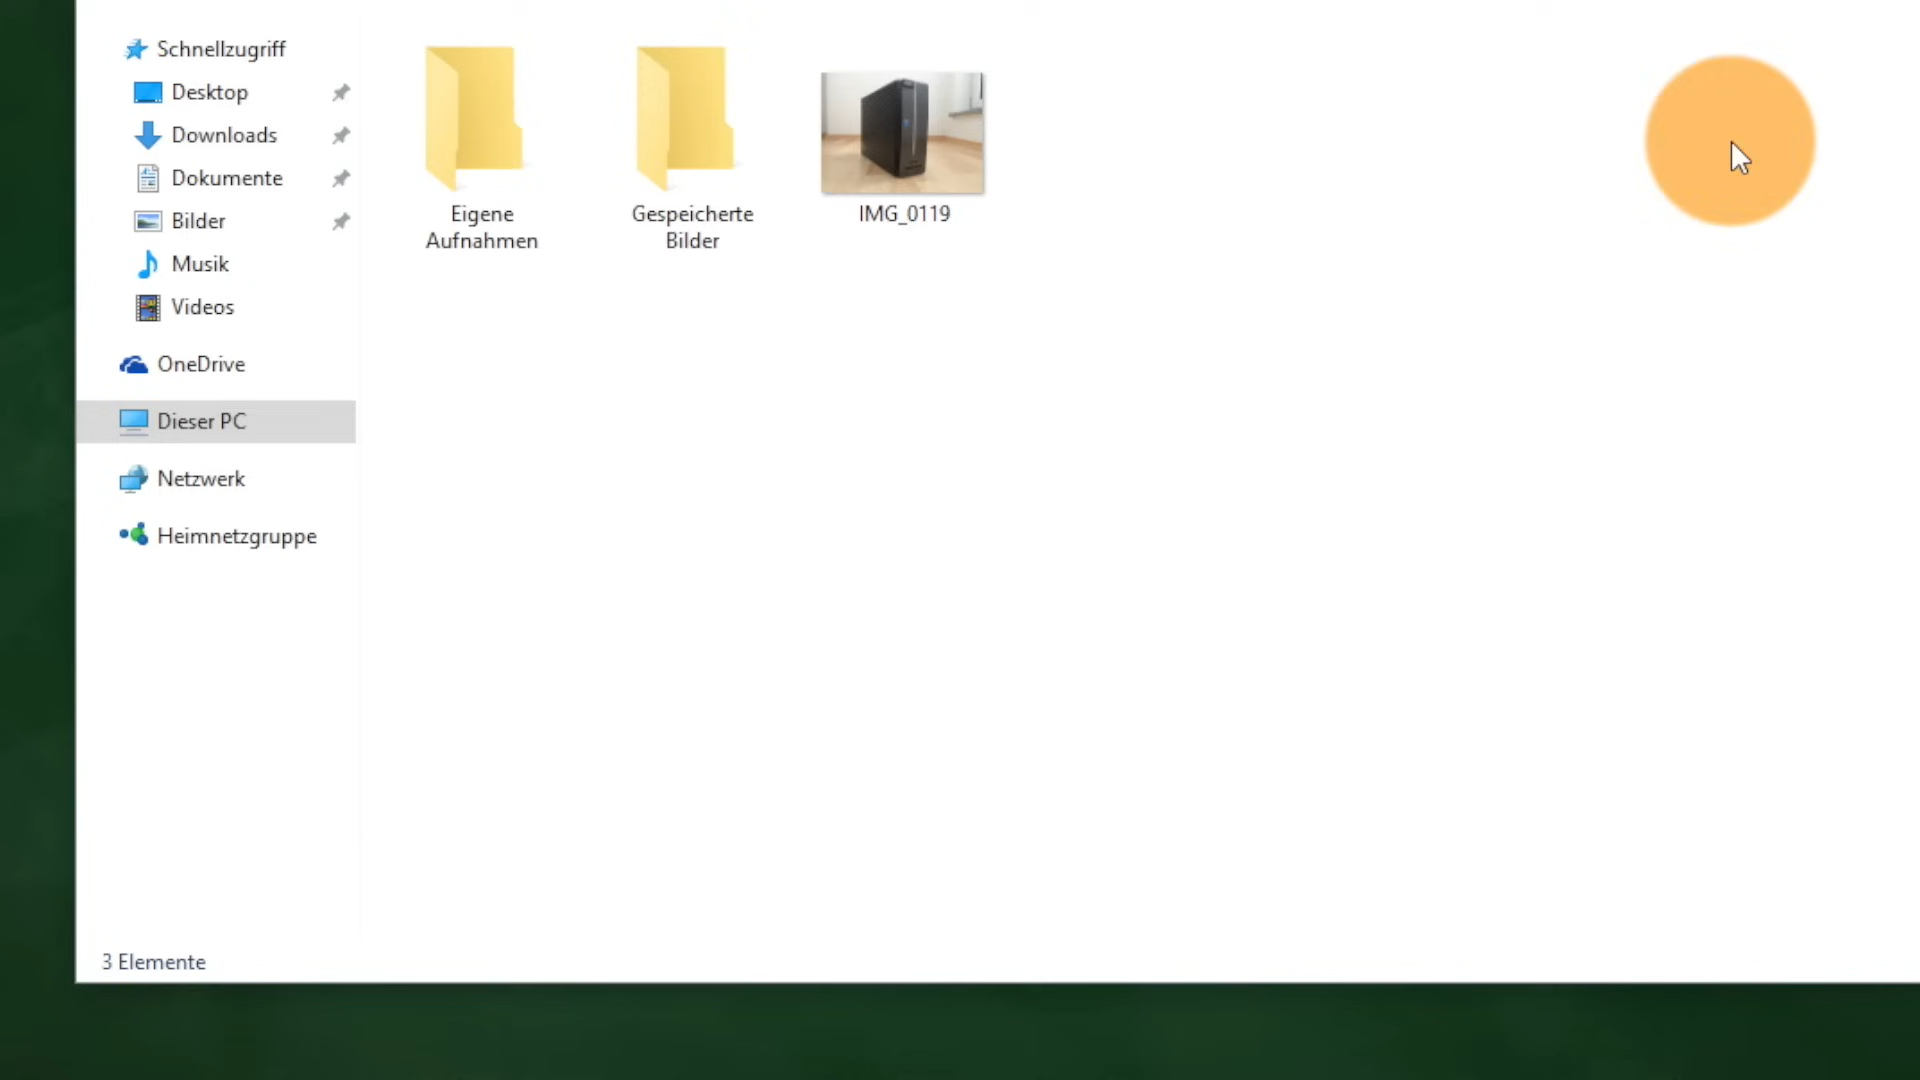 Schnellzugriff
Desktop
Downloads
Dokumente
Bilder
Musik
Videos
OneDrive
Dieser PC
Netzwerk
Heimnetzgruppe
Eigene
Aufnahmen
Gespeicherte
Bilder
IMG_0119
3 Elemente